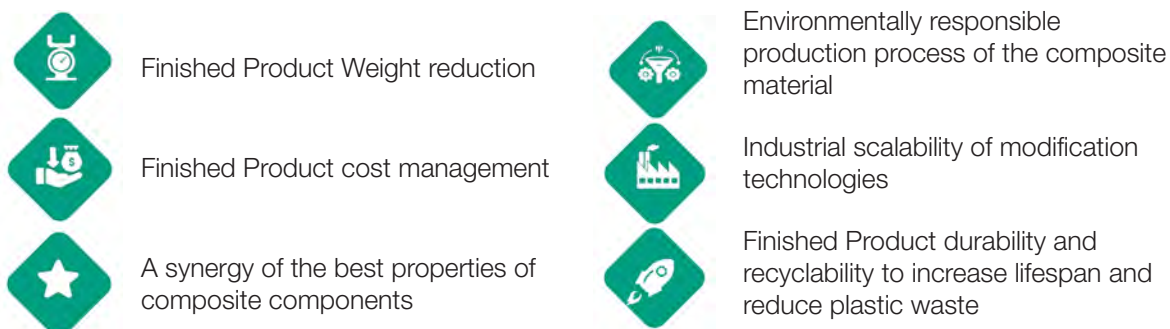 Finished Product Weight reduction
Finished Product cost management
A synergy of the best properties of
composite components
Environmentally responsible
production process of the composite
material
Industrial scalability of modification
technologies
Finished Product durability and
recyclability to increase lifespan and
reduce plastic waste